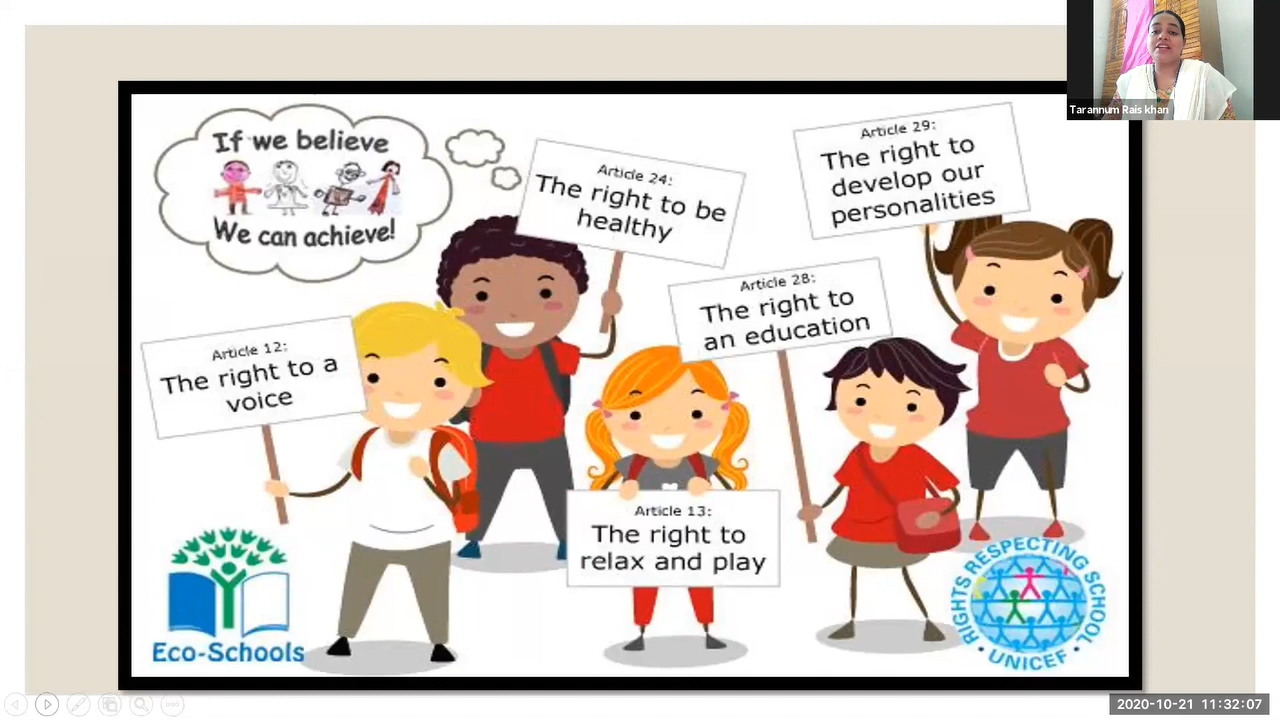 Tarannum Rais khan
If we believe
We can achieve!
Article 24:
The right to be
healthy
Article 29:
The right to
develop our
personalities
Article 28:
The right to
an education
Article 12:
The right to a
voice
Article 13:
The right to
relax and play
Eco-Schools
RIGHTS RESPECTING SCHOOL
• UNICEF •
2020-10-21 11:32:07